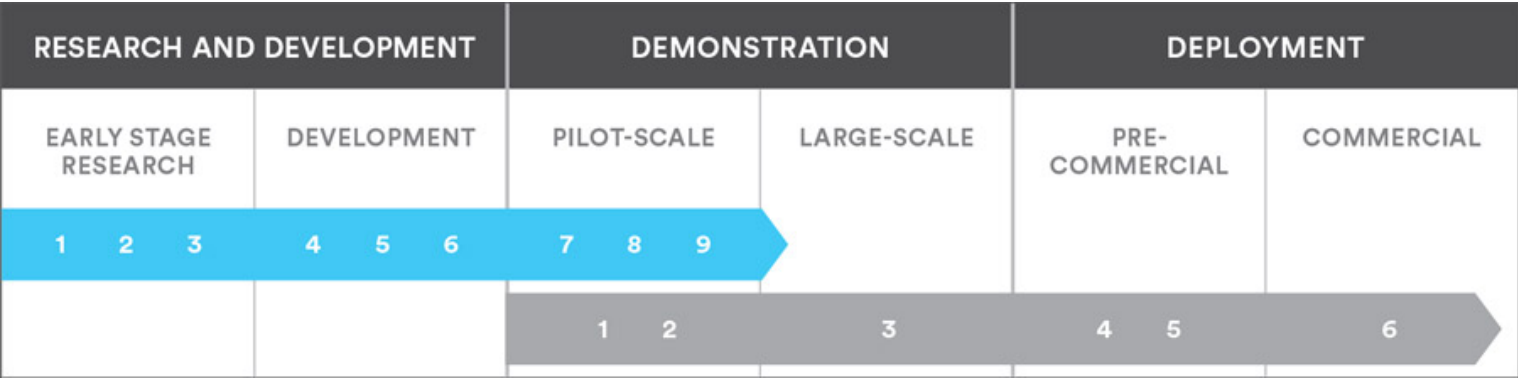 RESEARCH AND DEVELOPMENT
DEMONSTRATION
DEPLOYMENT
EARLY STAGE
RESEARCH
DEVELOPMENT
PILOT-SCALE
LARGE-SCALE
PRE-
COMMERCIAL
COMMERCIAL
1 2 3 4 5 6 7 8 9
1 2 3 4 5 6